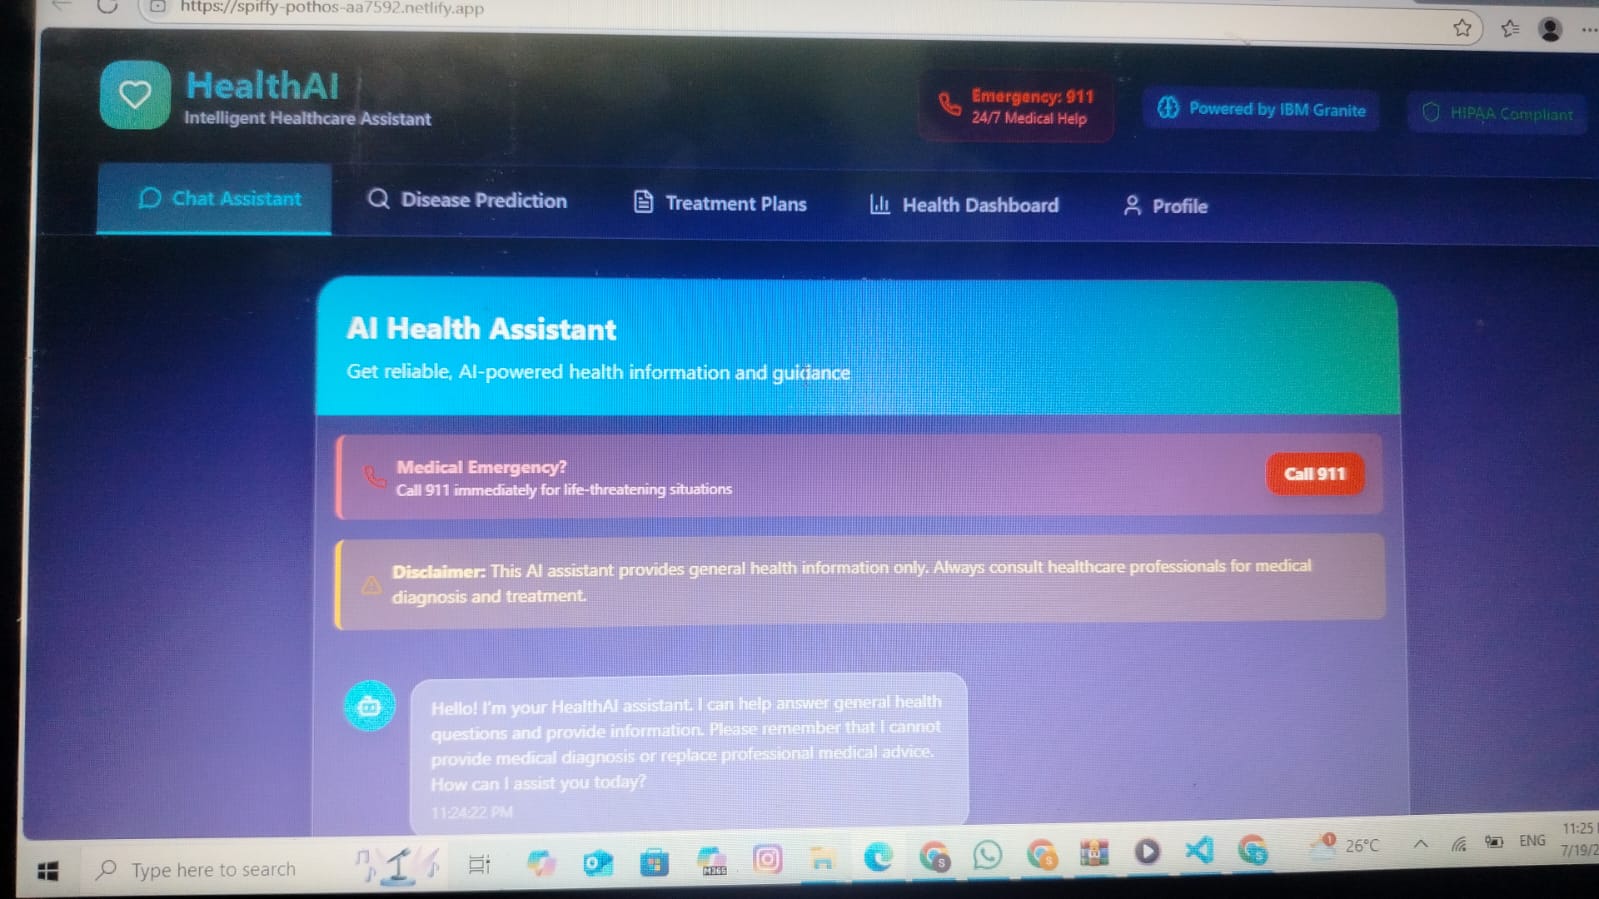 https://spiffy-pothos-aa7592.netlify.app
HealthAI
Intelligent Healthcare Assistant
Emergency: 911
24/7 Medical Help
Powered by IBM Granite
HIPAA Compliant
Chat Assistant
Disease Prediction
Treatment Plans
Health Dashboard
Profile
AI Health Assistant
Get reliable, AI-powered health information and guidance
Medical Emergency?
Call 911 immediately for life-threatening situations
Call 911
Disclaimer: This AI assistant provides general health information only. Always consult healthcare professionals for medical
diagnosis and treatment.
Hello! I'm your HealthAI assistant. I can help answer general health
questions and provide information. Please remember that I cannot
provide medical diagnosis or replace professional medical advice.
How can I assist you today?
11:24:22 PM
Type here to search
M365
S
S
S
1
26°C
ENG
11:25
7/19/2